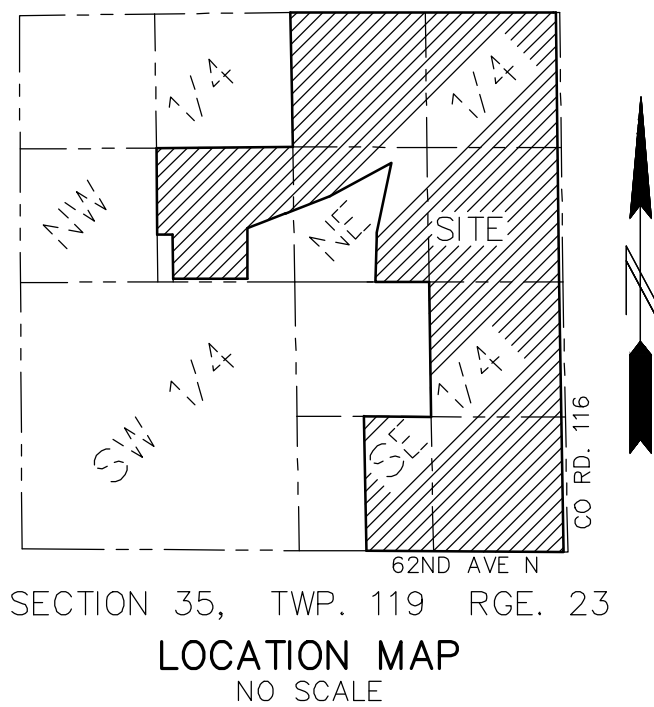 1/4
1/4
NW
NE
SITE
SW 1/4
SE 1/4
CO RD. 116
N
62ND AVE N
SECTION 35, TWP. 119 RGE. 23
LOCATION MAP
NO SCALE